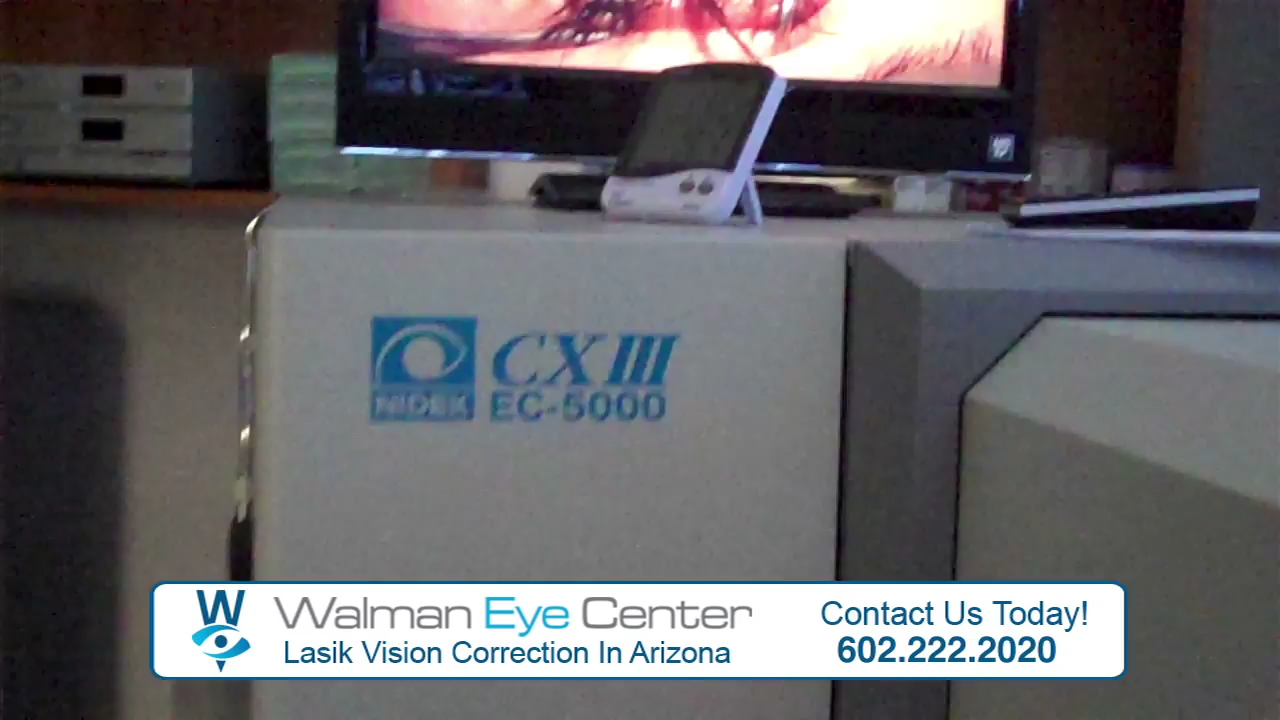 CX III
NIDEK EC-5000
W Walman Eye Center
Lasik Vision Correction In Arizona
Contact Us Today!
602.222.2020